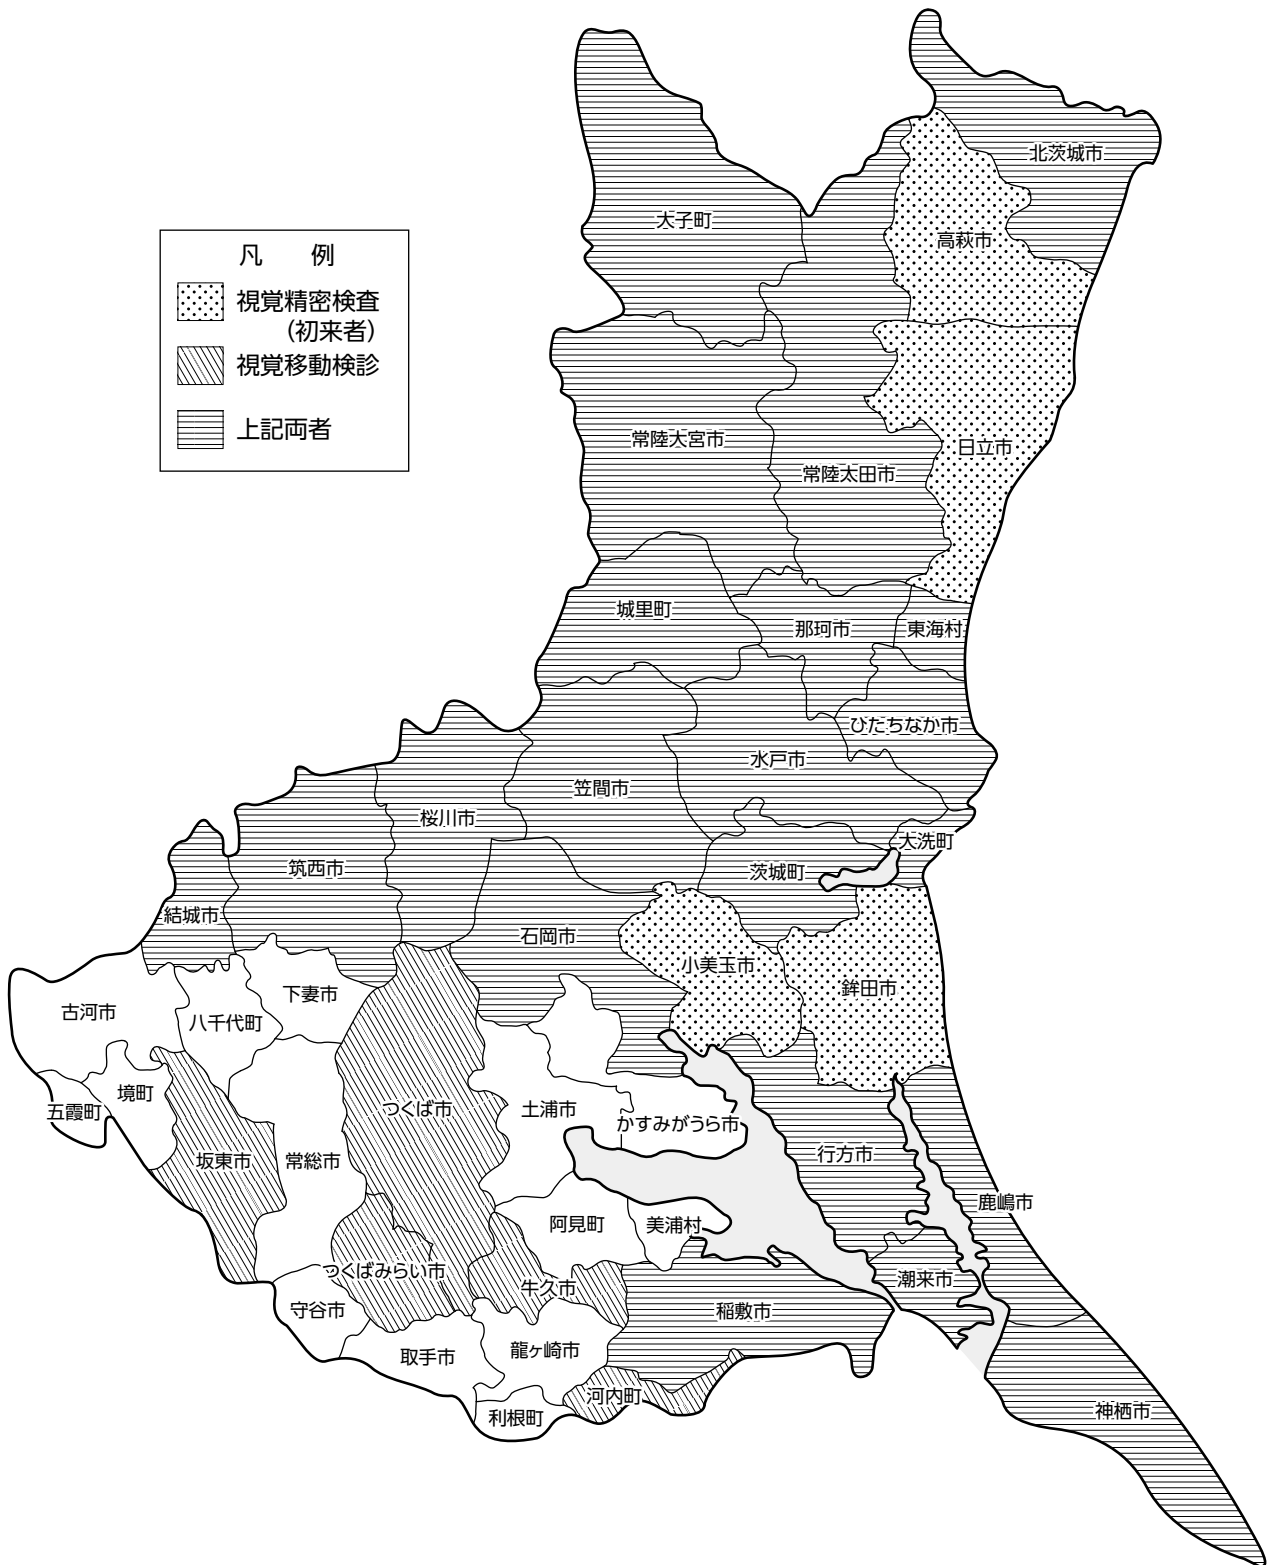 凡　例
視覚精密検査
（初来者）
視覚移動検診
上記両者
北茨城市
大子町
高萩市
常陸大宮市
日立市
常陸太田市
城里町
那珂市
東海村
ひたちなか市
水戸市
笠間市
桜川市
大洗町
茨城町
筑西市
結城市
石岡市
小美玉市
鉾田市
下妻市
古河市
八千代町
境町
五霞町
つくば市
土浦市
かすみがうら市
坂東市
常総市
行方市
鹿嶋市
阿見町
美浦村
つくばみらい市
牛久市
潮来市
守谷市
稲敷市
龍ヶ崎市
取手市
河内町
利根町
神栖市